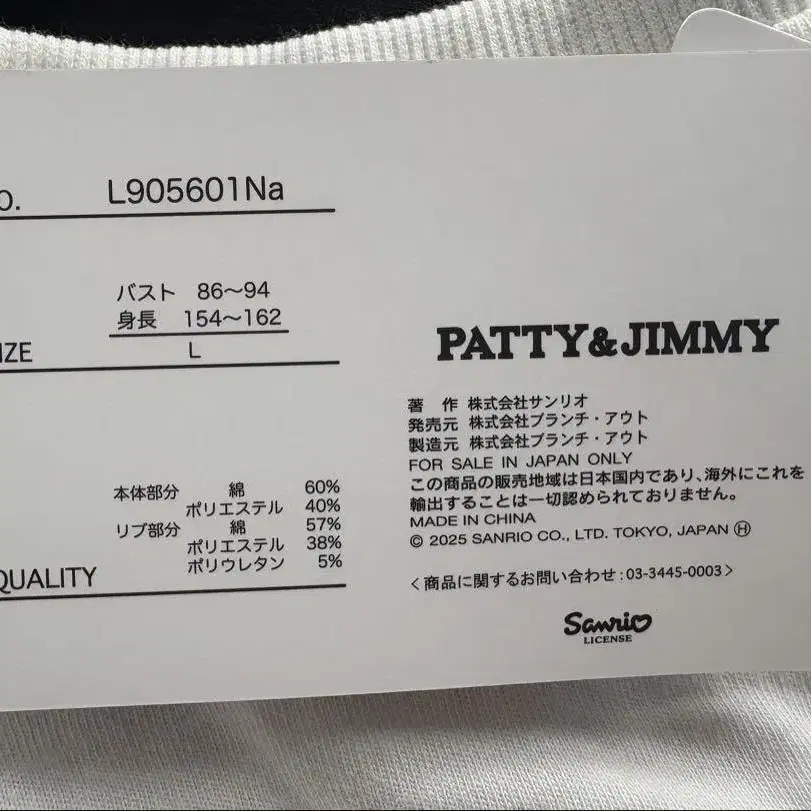 O. L905601Na
バスト 86〜94
身長 154〜162
IZE L
本体部分 綿 60%
ポリエステル 40%
リブ部分 綿 57%
ポリエステル 38%
ポリウレタン 5%
QUALITY
PATTY&JIMMY
著 作 株式会社サンリオ
発売元 株式会社ブランチ・アウト
製造元 株式会社ブランチ・アウト
FOR SALE IN JAPAN ONLY
この商品の販売地域は日本国内であり、海外にこれを
輸出することは一切認められておりません。
MADE IN CHINA
© 2025 SANRIO CO., LTD. TOKYO, JAPAN Ⓗ
〈商品に関するお問い合わせ:03-3445-0003〉
Sanrio
LICENSE